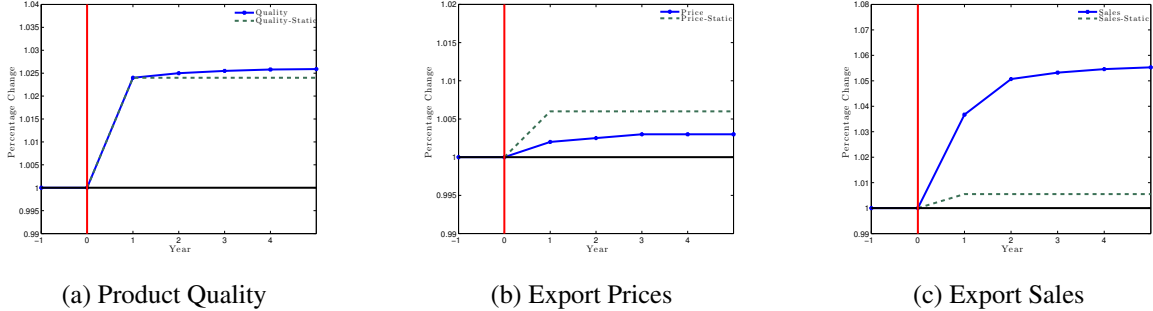 Percentage Change
1.04
1.035
1.03
1.025
1.02
1.015
1.01
1.005
1
0.995
0.99
Quality
Quality-Static
−1 0 1 2 3 4
Year
(a) Product Quality
Percentage Change
1.02
1.015
1.01
1.005
1
0.995
0.99
Price
Price-Static
−1 0 1 2 3 4
Year
(b) Export Prices
Percentage Change
1.08
1.07
1.06
1.05
1.04
1.03
1.02
1.01
1
0.99
Sales
Sales-Static
−1 0 1 2 3 4
Year
(c) Export Sales